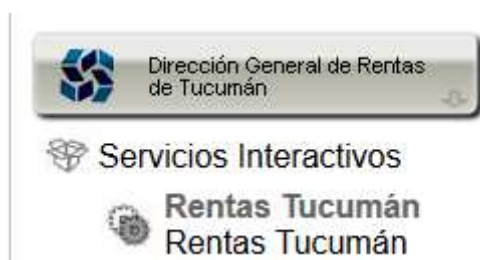 Dirección General de Rentas
de Tucumán
Servicios Interactivos
Rentas Tucumán
Rentas Tucumán